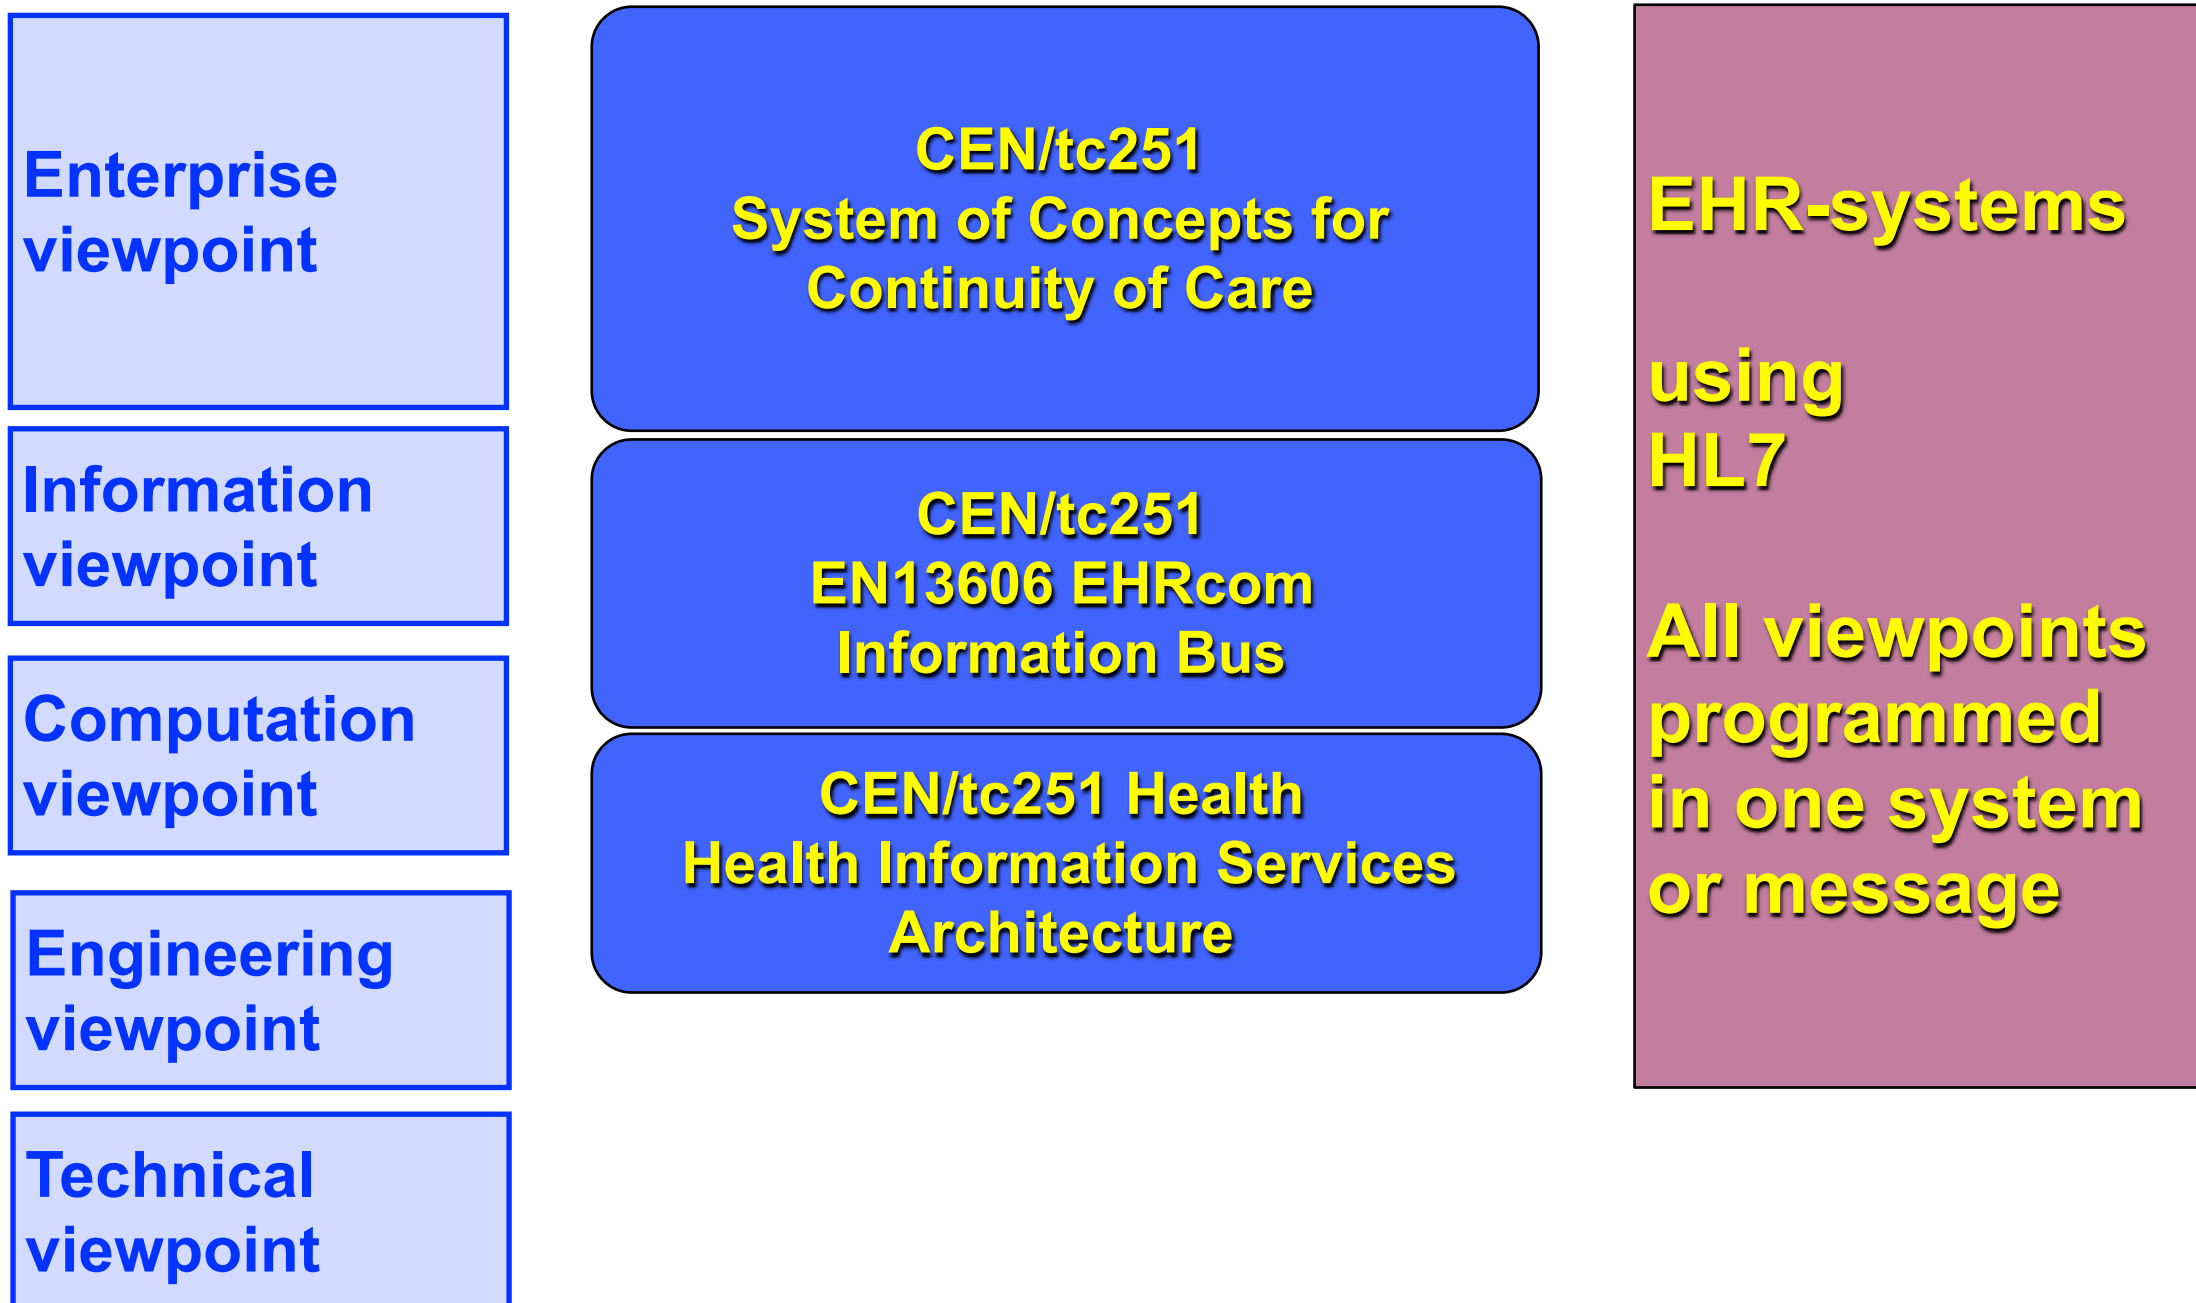 Enterprise
viewpoint
Information
viewpoint
Computation
viewpoint
Engineering
viewpoint
Technical
viewpoint
CEN/tc251
System of Concepts for
Continuity of Care
CEN/tc251
EN13606 EHRcom
Information Bus
CEN/tc251 Health
Health Information Services
Architecture
EHR-systems
using
HL7
All viewpoints
programmed
in one system
or message